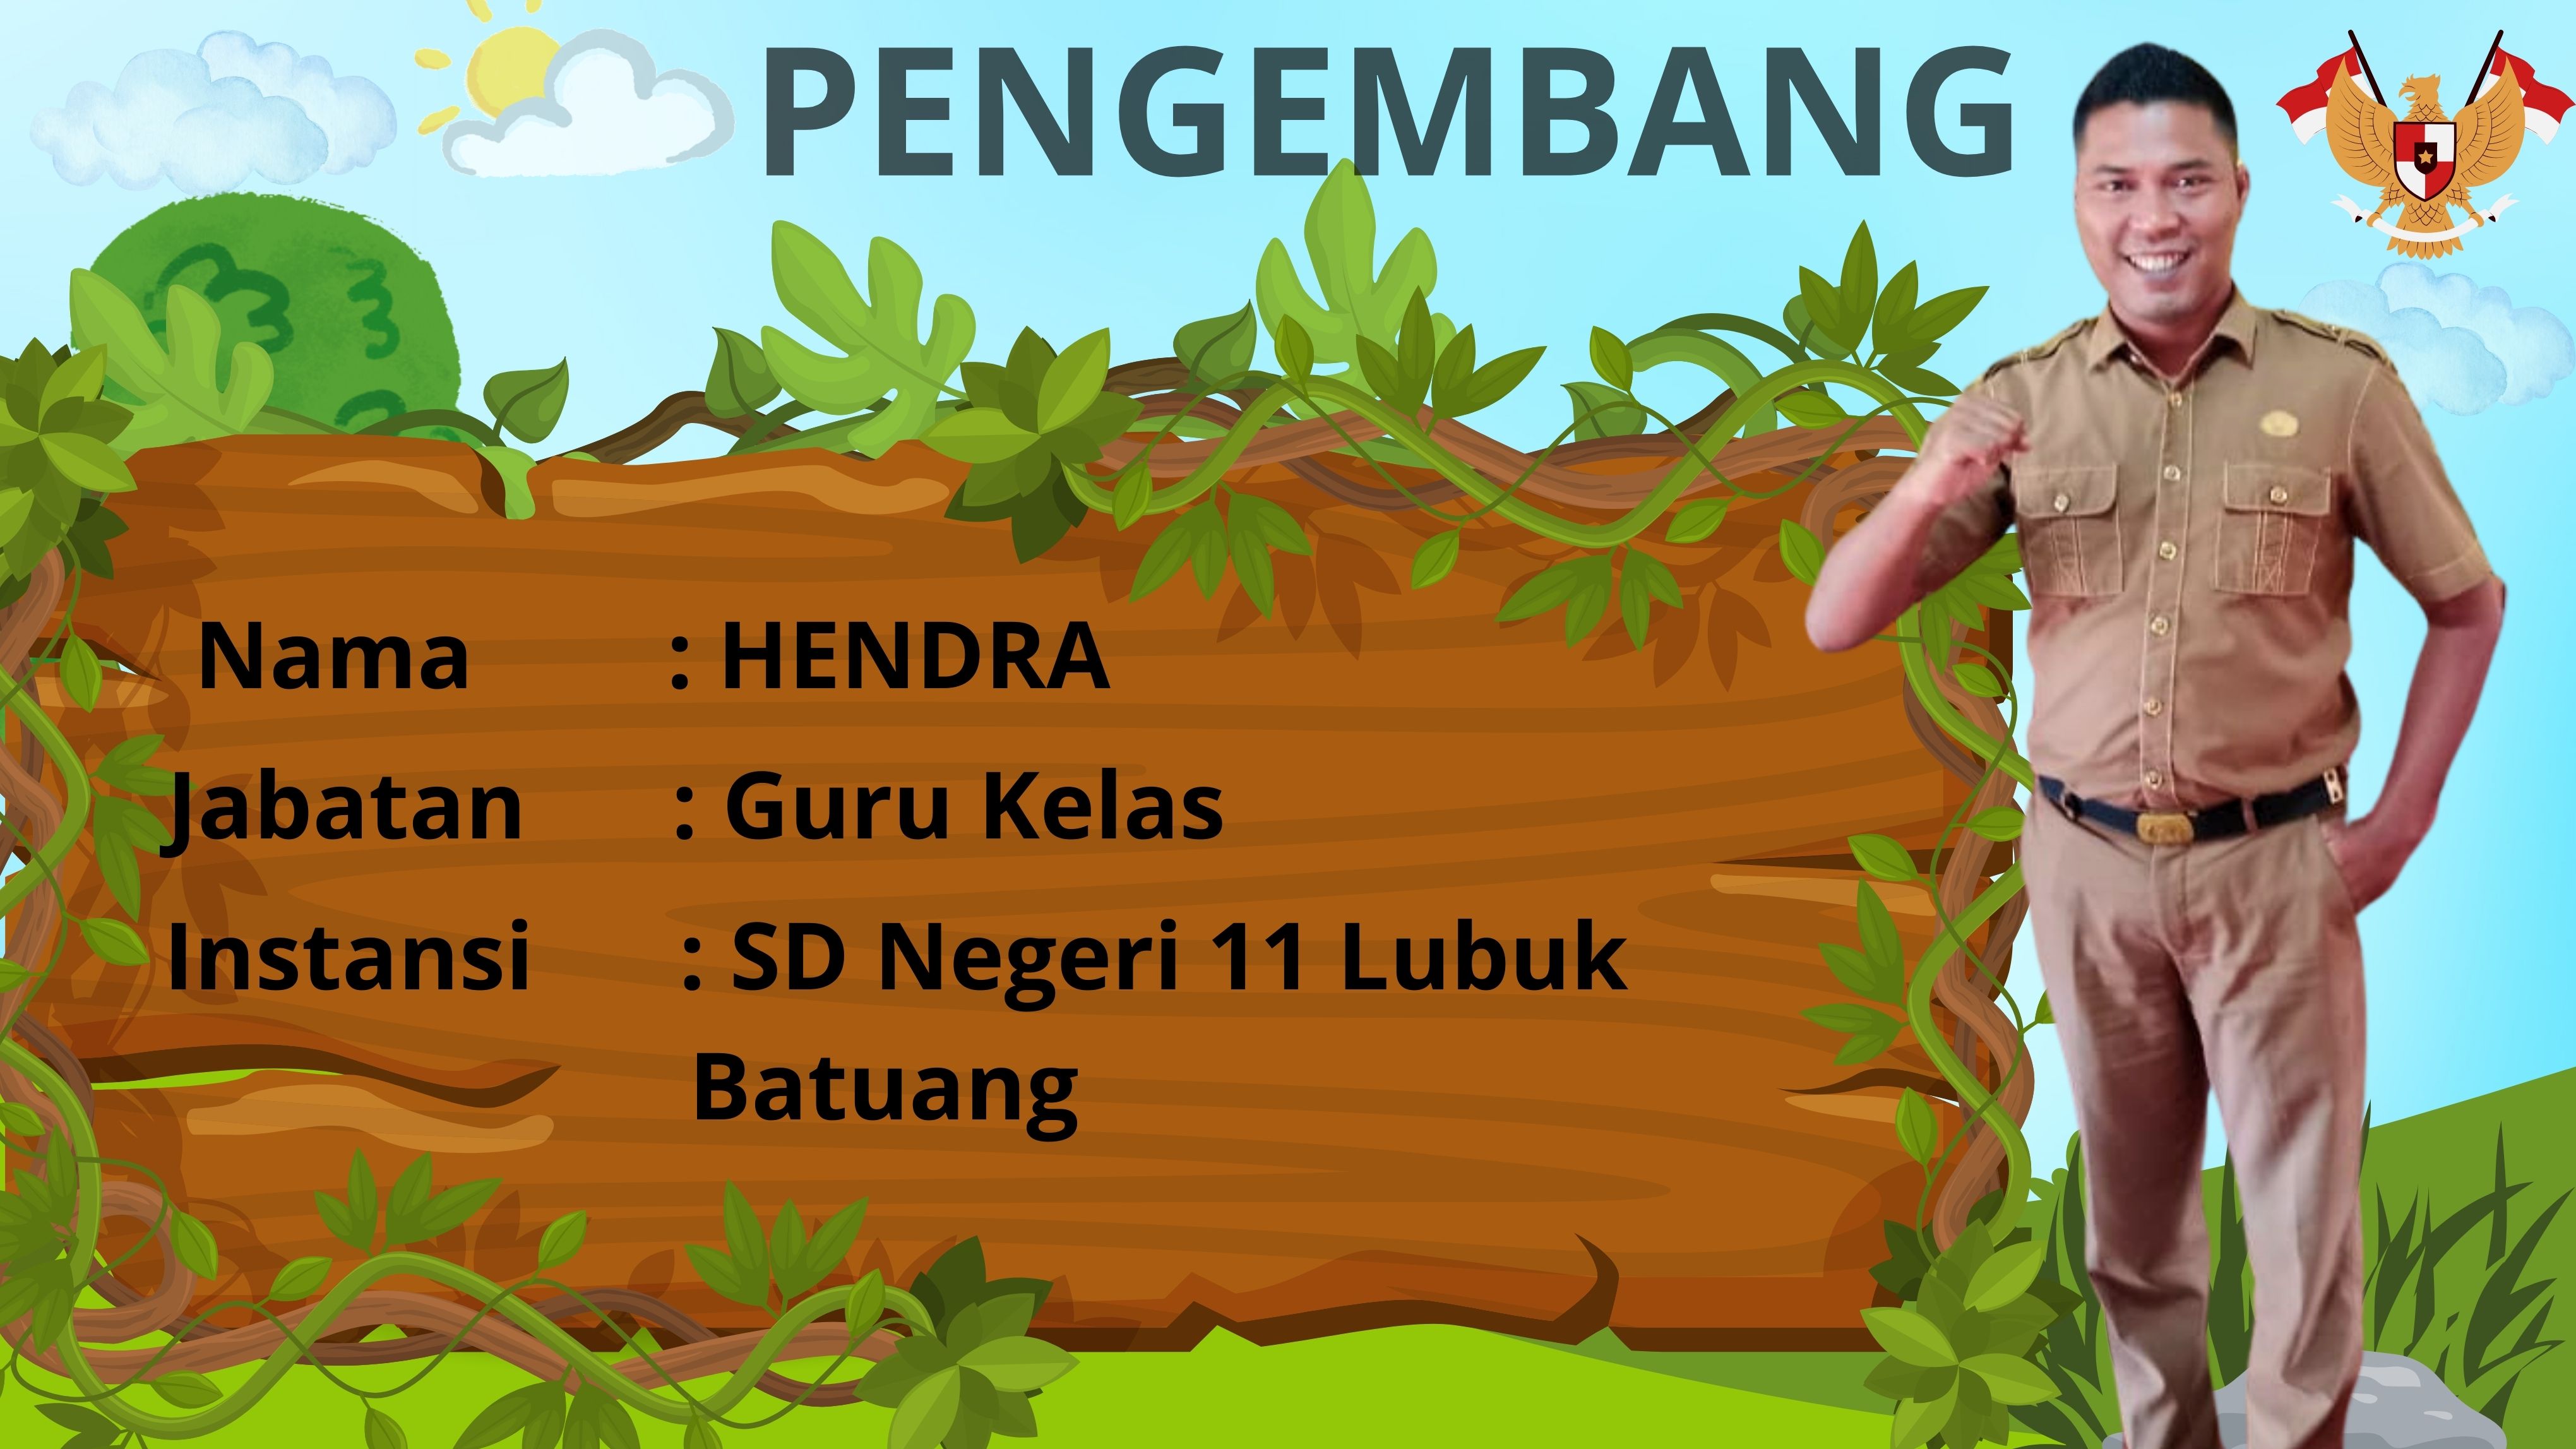 PENGEMBANG
Nama : HENDRA
Jabatan : Guru Kelas
Instansi : SD Negeri 11 Lubuk
Batuang